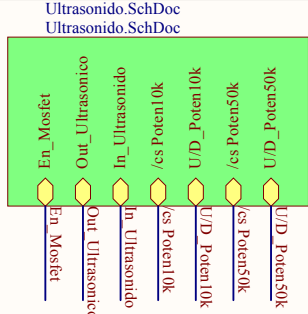 Ultrasonido.SchDoc
Ultrasonido.SchDoc
En_Mosfet
Out_Ultrasonico
In_Ultrasonido
/cs Poten10k
U/D_Poten10k
/cs Poten50k
U/D_Poten50k
En_Mosfet
Out_Ultrasonico
In_Ultrasonido
/cs Poten10k
U/D_Poten10k
/cs Poten50k
U/D_Poten50k